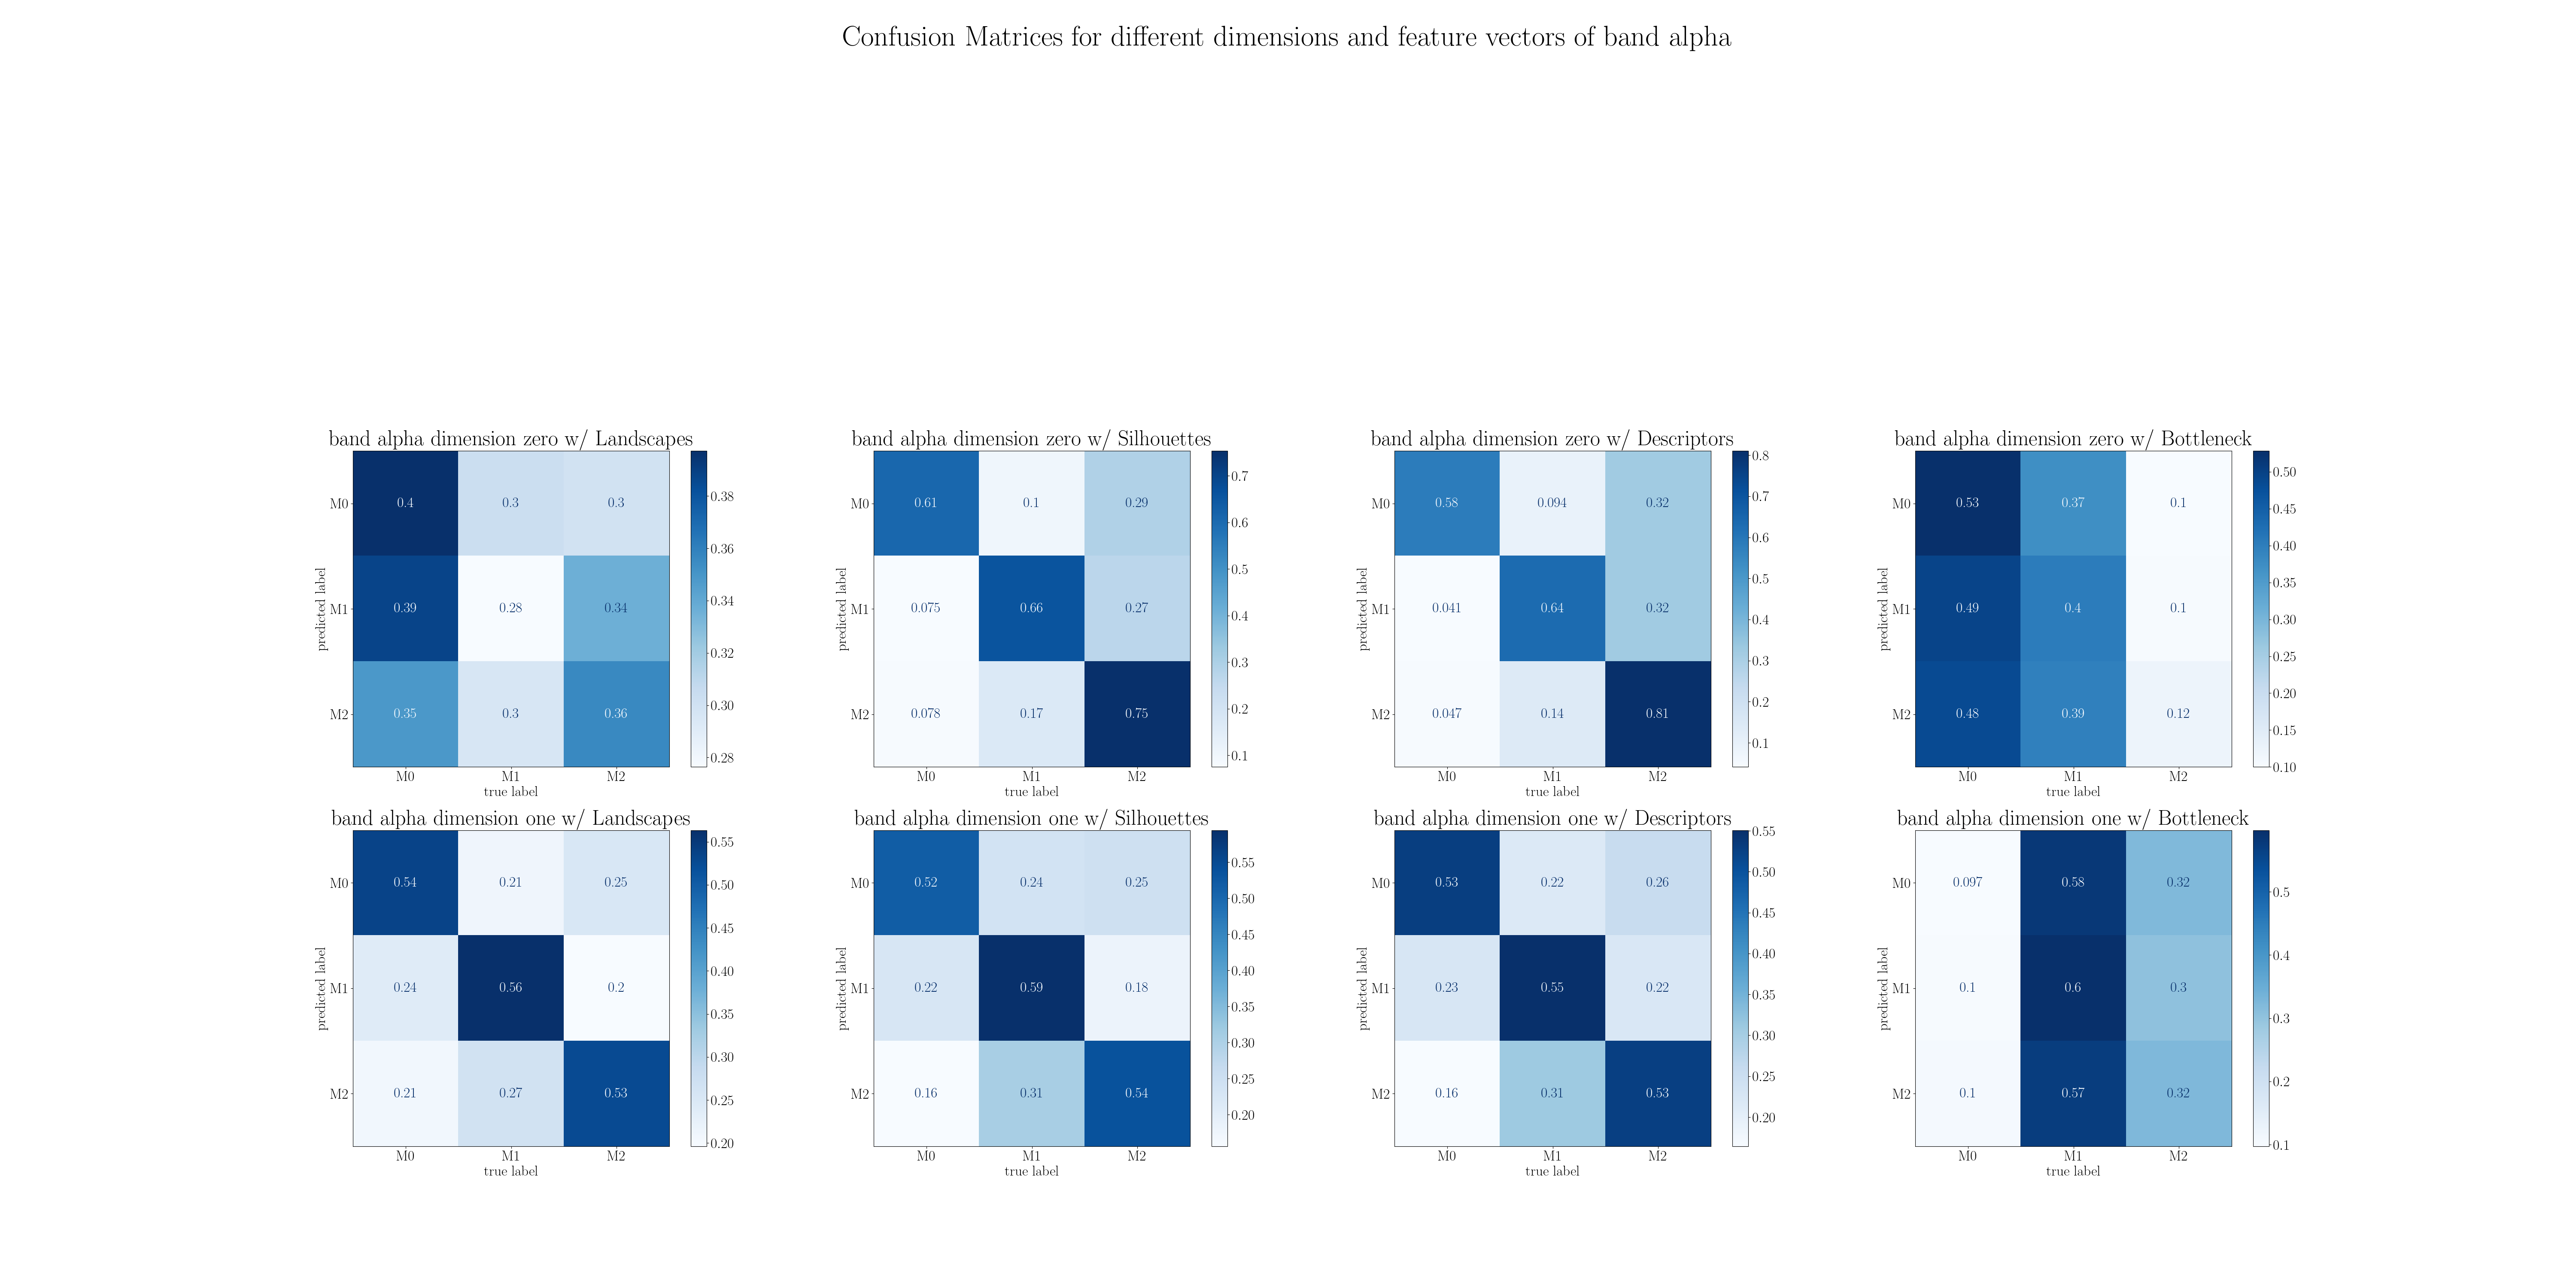 Confusion Matrices for different dimensions and feature vectors of band alpha
band alpha dimension zero w/ Landscapes
0.4 0.3 0.3
0.39 0.28 0.34
0.35 0.3 0.36
M0
M1
M2
predicted label
M0 M1 M2
true label
0.38
0.36
0.34
0.32
0.30
0.28
band alpha dimension zero w/ Silhouettes
0.61 0.1 0.29
0.075 0.66 0.27
0.078 0.17 0.75
M0
M1
M2
predicted label
M0 M1 M2
true label
0.7
0.6
0.5
0.4
0.3
0.2
0.1
band alpha dimension zero w/ Descriptors
0.58 0.094 0.32
0.041 0.64 0.32
0.047 0.14 0.81
M0
M1
M2
predicted label
M0 M1 M2
true label
0.8
0.7
0.6
0.5
0.4
0.3
0.2
0.1
band alpha dimension zero w/ Bottleneck
0.53 0.37 0.1
0.49 0.4 0.1
0.48 0.39 0.12
M0
M1
M2
predicted label
M0 M1 M2
true label
0.50
0.45
0.40
0.35
0.30
0.25
0.20
0.15
0.10
band alpha dimension one w/ Landscapes
0.54 0.21 0.25
0.24 0.56 0.2
0.21 0.27 0.53
M0
M1
M2
predicted label
M0 M1 M2
true label
0.55
0.50
0.45
0.40
0.35
0.30
0.25
0.20
band alpha dimension one w/ Silhouettes
0.52 0.24 0.25
0.22 0.59 0.18
0.16 0.31 0.54
M0
M1
M2
predicted label
M0 M1 M2
true label
0.55
0.50
0.45
0.40
0.35
0.30
0.25
0.20
band alpha dimension one w/ Descriptors
0.53 0.22 0.26
0.23 0.55 0.22
0.16 0.31 0.53
M0
M1
M2
predicted label
M0 M1 M2
true label
0.55
0.50
0.45
0.40
0.35
0.30
0.25
0.20
band alpha dimension one w/ Bottleneck
0.097 0.58 0.32
0.1 0.6 0.3
0.1 0.57 0.32
M0
M1
M2
predicted label
M0 M1 M2
true label
0.5
0.4
0.3
0.2
0.1